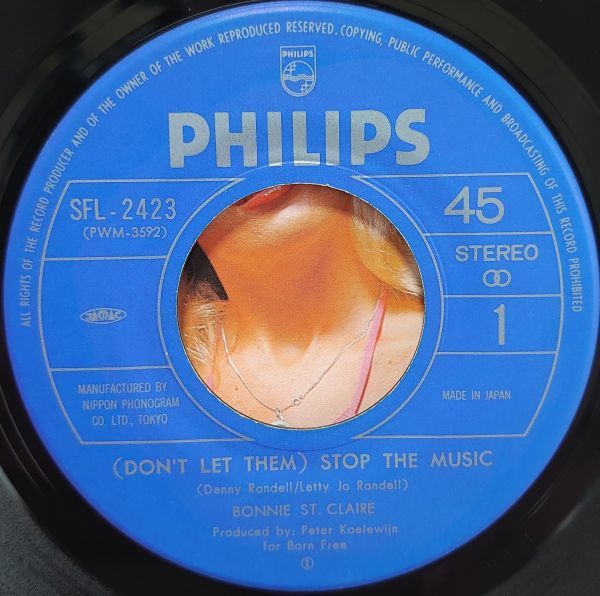 ALL RIGHTS OF THE RECORD PRODUCER AND OF THE OWNER OF THE WORK REPRODUCED RESERVED. COPYING, PUBLIC PERFORMANCE AND BROADCASTING OF THIS RECORD PROHIBITED
PHILIPS
PHILIPS
SFL-2423
(PWM-3592)
45
STEREO
1
JASRAC
MANUFACTURED BY
NIPPON PHONOGRAM
CO. LTD., TOKYO
MADE IN JAPAN
(DON'T LET THEM) STOP THE MUSIC
(Denny Randell/Letty Jo Randell)
BONNIE ST. CLAIRE
Produced by: Peter Koelewijn
for Born Free
①